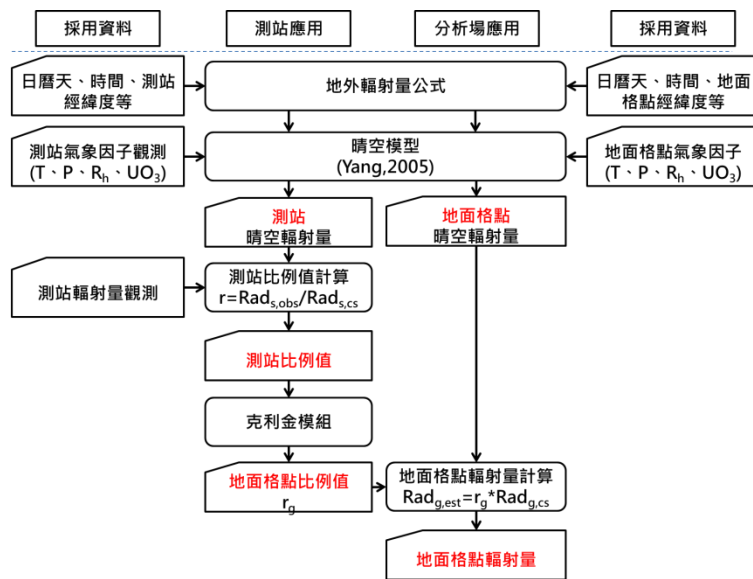 採用資料
測站應用
分析場應用
採用資料
日曆天、時間、測站
經緯度等
地外輻射量公式
日曆天、時間、地面
格點經緯度等
測站氣象因子觀測
(T、P、Rₕ、UO₃)
晴空模型
(Yang,2005)
地面格點氣象因子
(T、P、Rₕ、UO₃)
測站
晴空輻射量
地面格點
晴空輻射量
測站輻射量觀測
測站比例值計算
r=Rad_{s,obs}/Rad_{s,cs}
測站比例值
克利金模組
地面格點比例值
r_g
地面格點輻射量計算
Rad_{g,est}=r_g*Rad_{g,cs}
地面格點輻射量